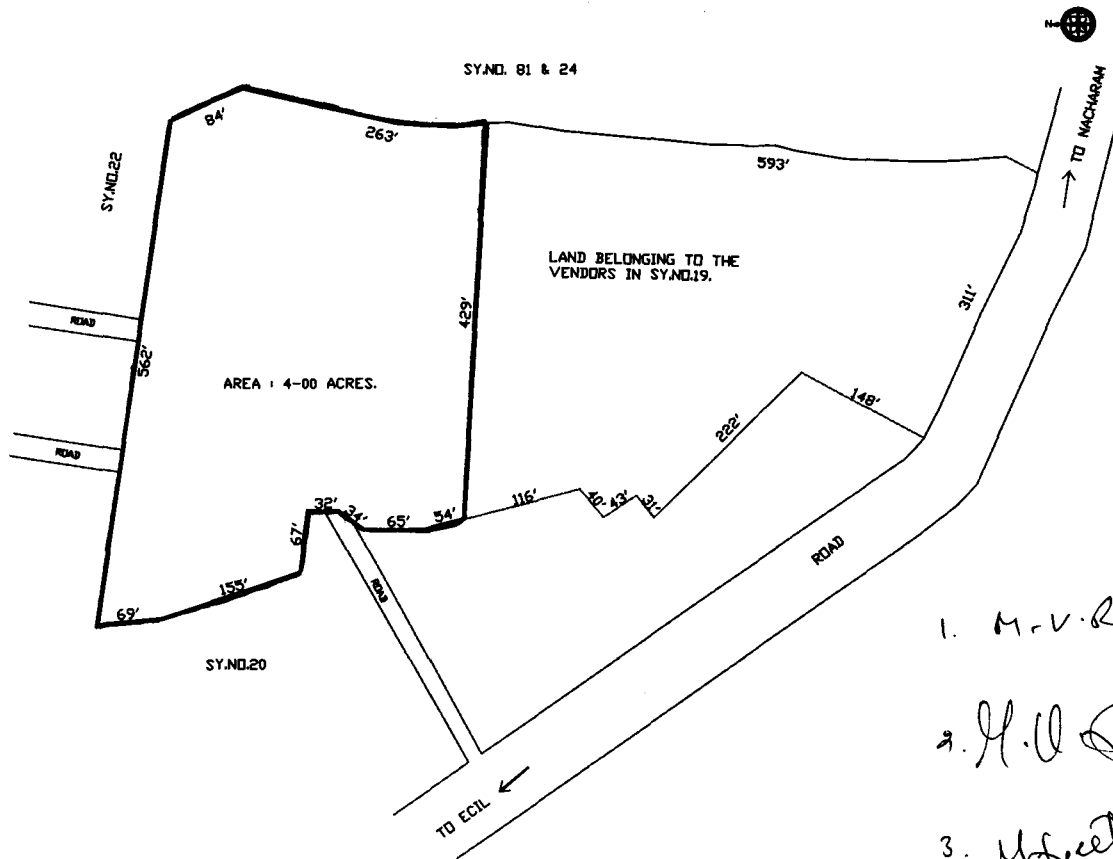 N
SY.NO. 81 & 24
TO NACHARAM
84'
263'
593'
SY.NO.22
LAND BELONGING TO THE
VENDORS IN SY.NO.19.
311'
429'
ROAD
562'
AREA : 4-00 ACRES.
148'
222'
ROAD
32'
34'
65'
54'
116'
40'
43'
31'
67'
ROAD
155'
ROAD
69'
SY.NO.20
TO ECIL
1. M.V.R
2. M.V
3.